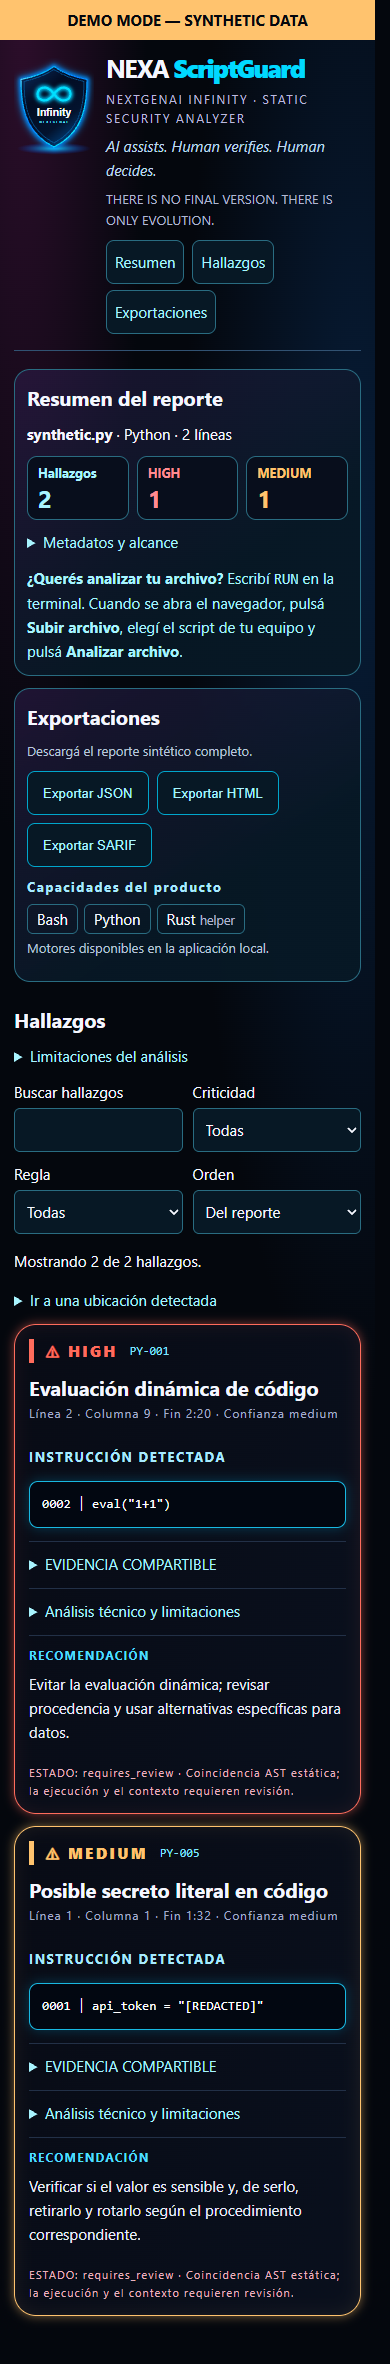 DEMO MODE — SYNTHETIC DATA
Infinity
NEXA ScriptGuard
NEXTGENAI INFINITY · STATIC
SECURITY ANALYZER
AI assists. Human verifies. Human
decides.
THERE IS NO FINAL VERSION. THERE IS
ONLY EVOLUTION.
Resumen
Hallazgos
Exportaciones
Resumen del reporte
synthetic.py · Python · 2 líneas
Hallazgos
2
HIGH
1
MEDIUM
1
Metadatos y alcance
¿Querés analizar tu archivo? Escribí RUN en la
terminal. Cuando se abra el navegador, pulsá
Subir archivo, elegí el script de tu equipo y
pulsá Analizar archivo.
Exportaciones
Descargá el reporte sintético completo.
Exportar JSON
Exportar HTML
Exportar SARIF
Capacidades del producto
Bash
Python
Rust helper
Motores disponibles en la aplicación local.
Hallazgos
Limitaciones del análisis
Buscar hallazgos
Criticidad
Todas
Regla
Orden
Todas
Del reporte
Mostrando 2 de 2 hallazgos.
Ir a una ubicación detectada
⚠ HIGH PY-001
Evaluación dinámica de código
Línea 2 · Columna 9 · Fin 2:20 · Confianza medium
INSTRUCCIÓN DETECTADA
0002 | eval("1+1")
EVIDENCIA COMPARTIBLE
Análisis técnico y limitaciones
RECOMENDACIÓN
Evitar la evaluación dinámica; revisar
procedencia y usar alternativas específicas para
datos.
ESTADO: requires_review · Coincidencia AST estática;
la ejecución y el contexto requieren revisión.
⚠ MEDIUM PY-005
Posible secreto literal en código
Línea 1 · Columna 1 · Fin 1:32 · Confianza medium
INSTRUCCIÓN DETECTADA
0001 | api_token = "[REDACTED]"
EVIDENCIA COMPARTIBLE
Análisis técnico y limitaciones
RECOMENDACIÓN
Verificar si el valor es sensible y, de serlo,
retirarlo y rotarlo según el procedimiento
correspondiente.
ESTADO: requires_review · Coincidencia AST estática;
la ejecución y el contexto requieren revisión.